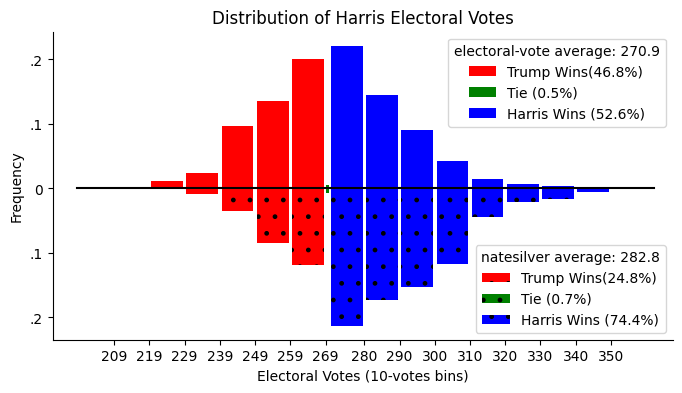 Distribution of Harris Electoral Votes
electoral-vote average: 270.9
Trump Wins(46.8%)
Tie (0.5%)
Harris Wins (52.6%)
natesilver average: 282.8
Trump Wins(24.8%)
Tie (0.7%)
Harris Wins (74.4%)
Frequency
.2
.1
0
.1
.2
209 219 229 239 249 259 269 280 290 300 310 320 330 340 350
Electoral Votes (10-votes bins)